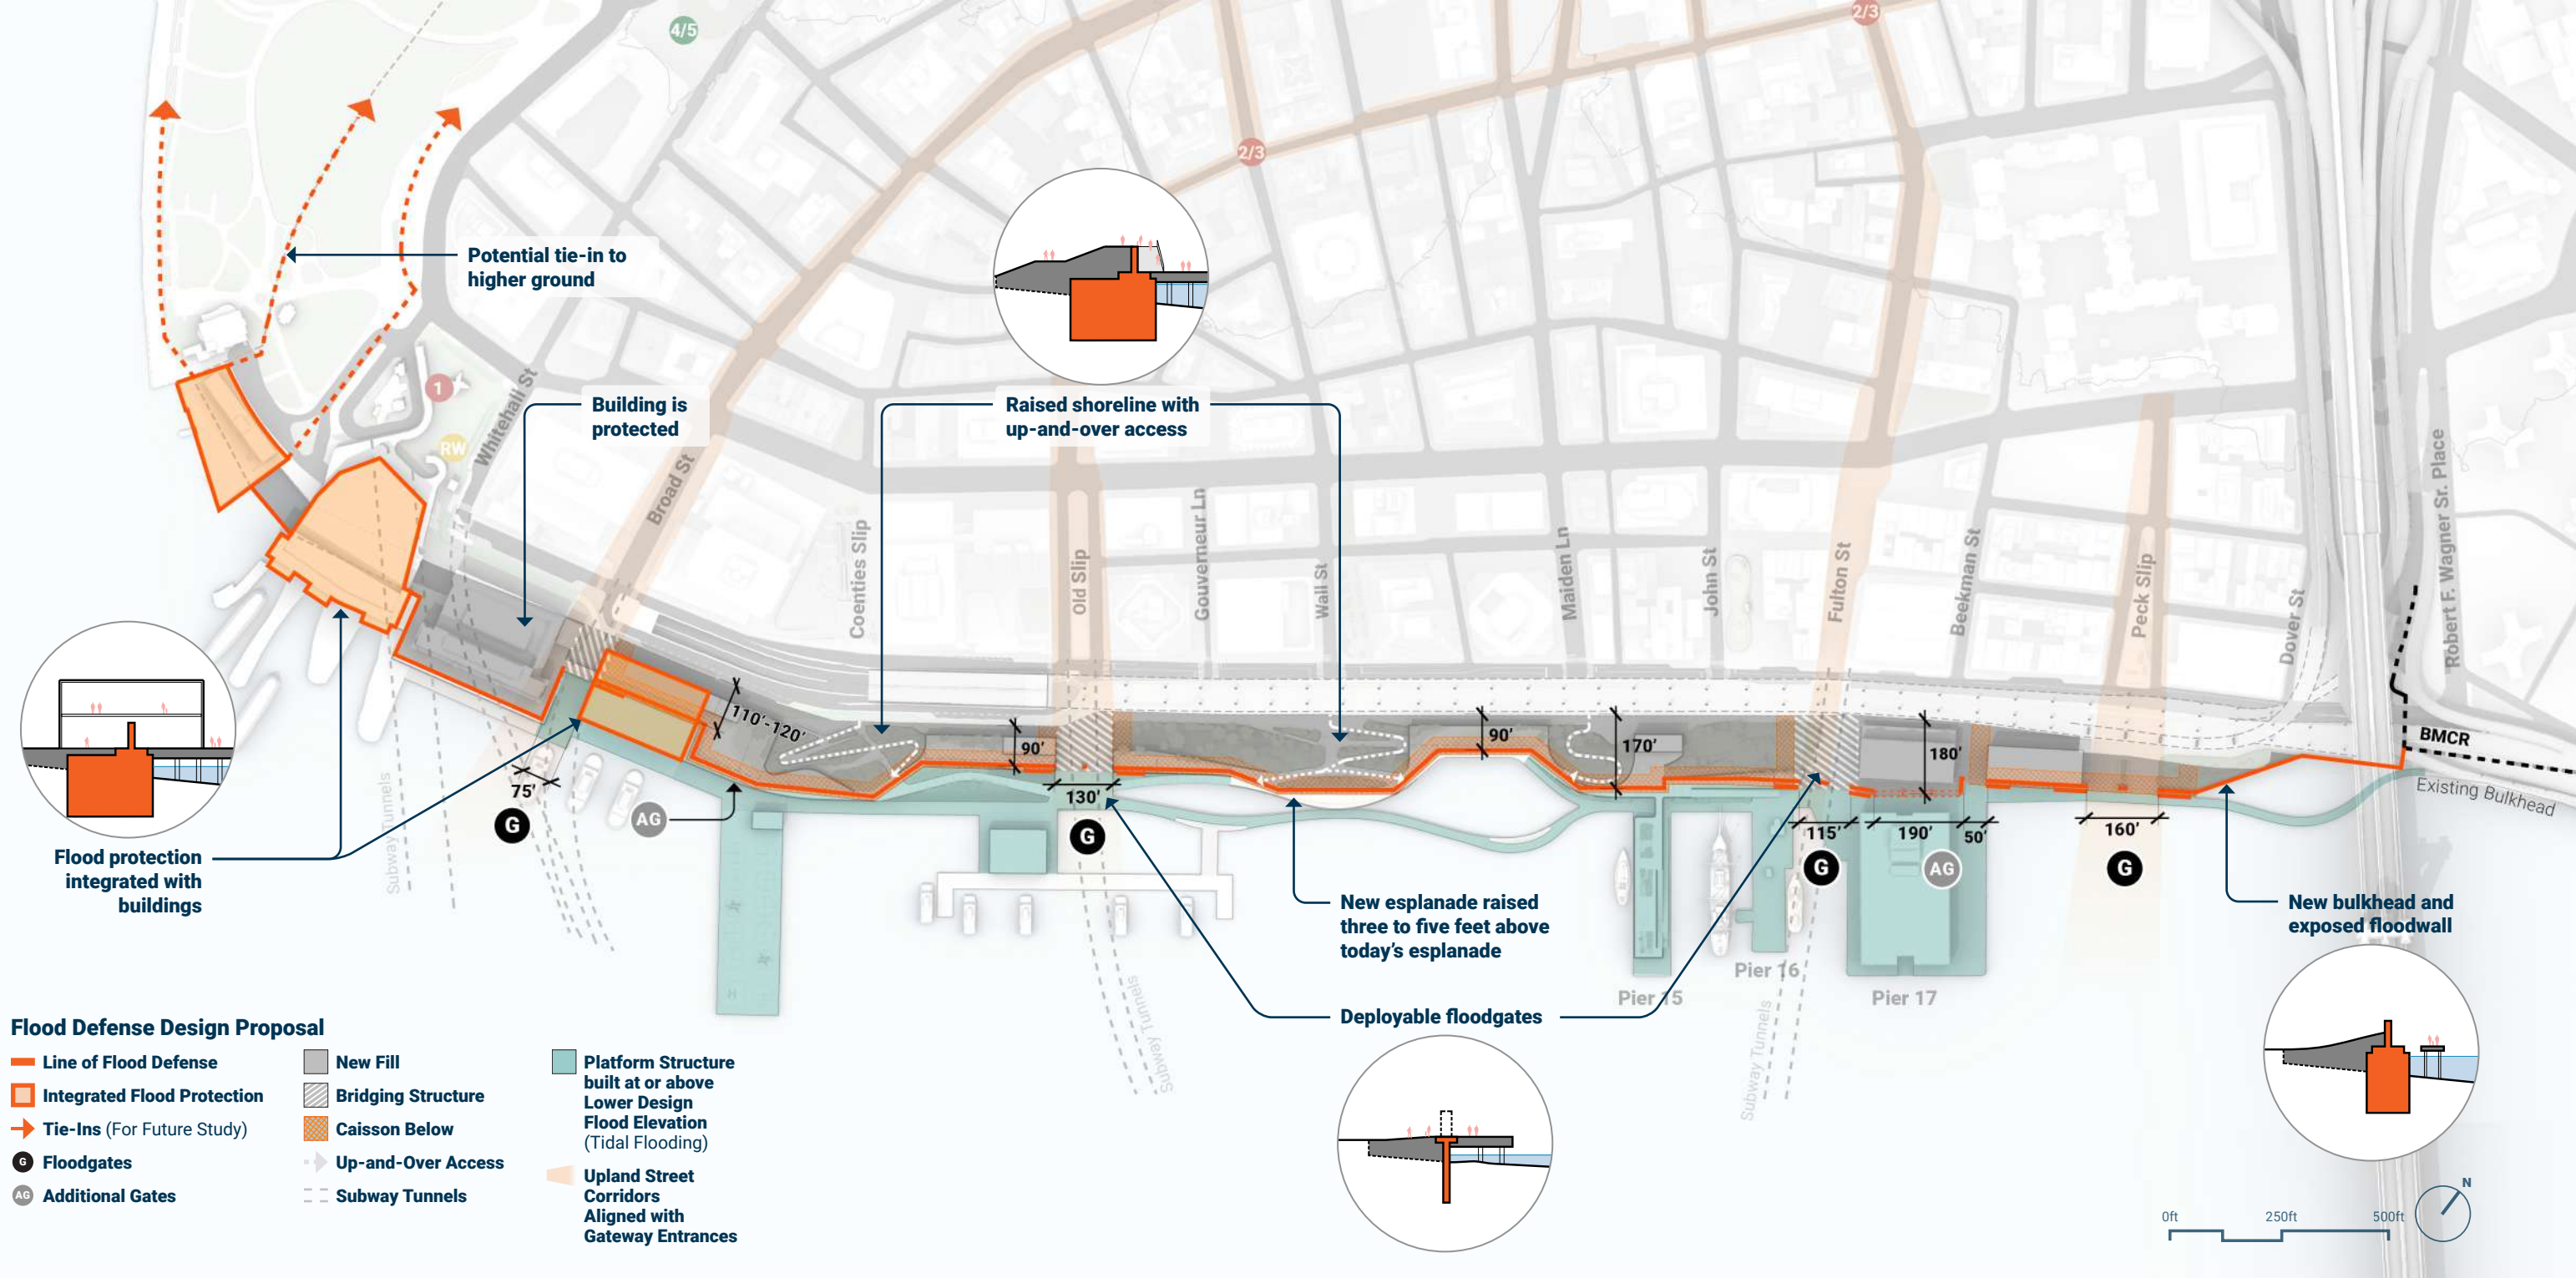 4/5
2/3
2/3
Potential tie-in to
higher ground
1
RW
Whitehall St
Building is
protected
Raised shoreline with
up-and-over access
Broad St
Coenties Slip
Old Slip
Gouverneur Ln
Wall St
Maiden Ln
John St
Fulton St
Beekman St
Peck Slip
Dover St
Robert F. Wagner Sr. Place
110'-120'
90'
90'
170'
180'
BMCR
Existing Bulkhead
75'
130'
115'
190'
50'
160'
G
AG
G
G
AG
G
Subway Tunnels
Flood protection
integrated with
buildings
New esplanade raised
three to five feet above
today's esplanade
New bulkhead and
exposed floodwall
Pier 15
Pier 16
Pier 17
Subway Tunnels
Subway Tunnels
Deployable floodgates
H
Flood Defense Design Proposal
Line of Flood Defense
Integrated Flood Protection
Tie-Ins (For Future Study)
G Floodgates
AG Additional Gates
New Fill
Bridging Structure
Caisson Below
Up-and-Over Access
Subway Tunnels
Platform Structure
built at or above
Lower Design
Flood Elevation
(Tidal Flooding)
Upland Street
Corridors
Aligned with
Gateway Entrances
0ft 250ft 500ft
N